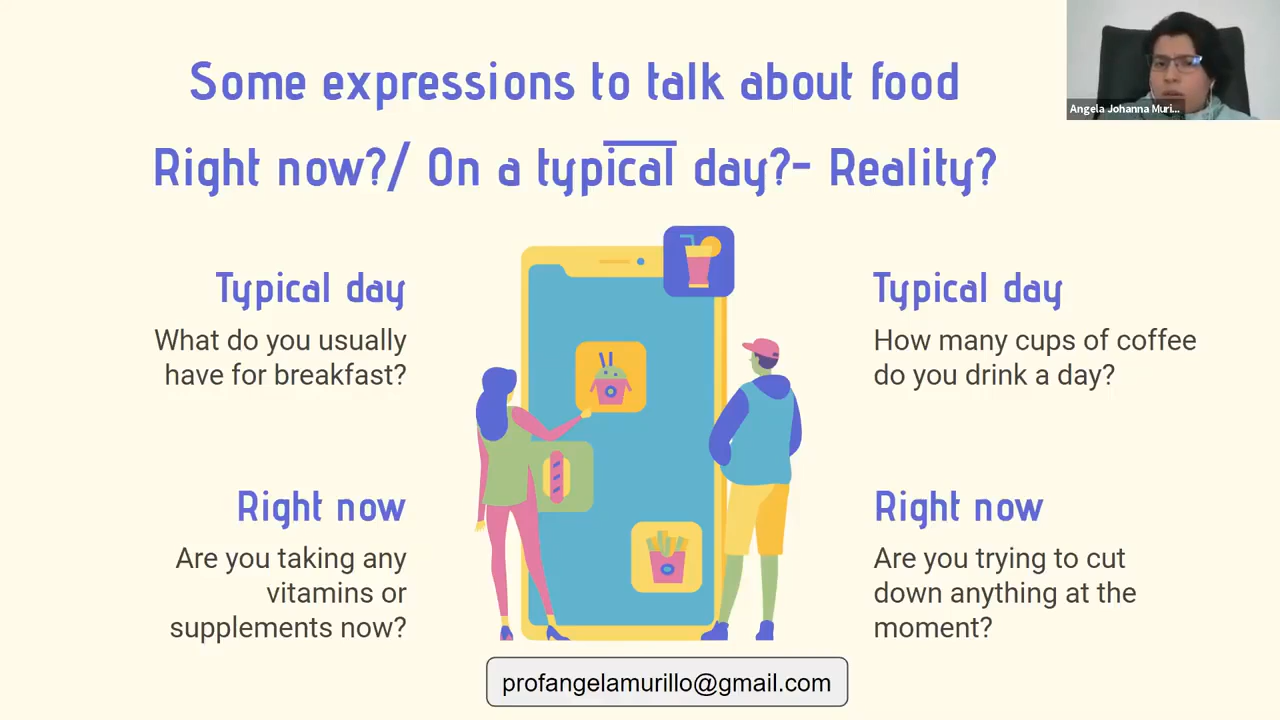 Some expressions to talk about food
Angela Johanna Muri...
Right now?/ On a typical day?- Reality?
Typical day
What do you usually
have for breakfast?
Typical day
How many cups of coffee
do you drink a day?
Right now
Are you taking any
vitamins or
supplements now?
Right now
Are you trying to cut
down anything at the
moment?
profangelamurillo@gmail.com